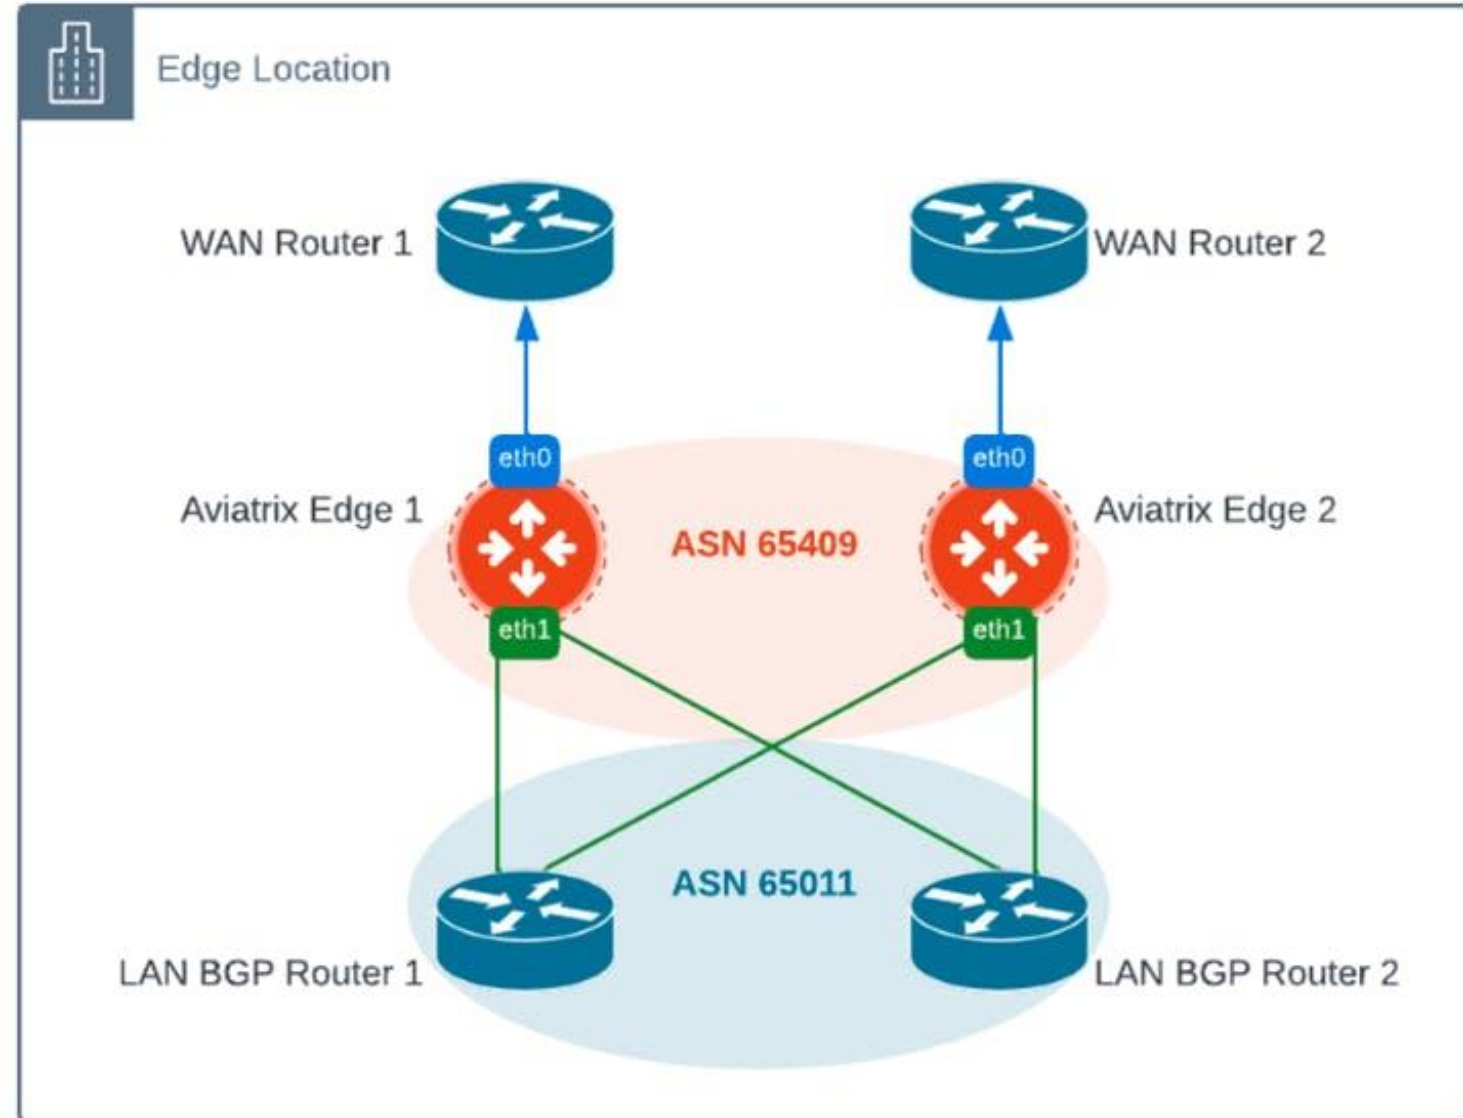 Edge Location
WAN Router 1
WAN Router 2
eth0
eth0
Aviatrix Edge 1
Aviatrix Edge 2
ASN 65409
eth1
eth1
ASN 65011
LAN BGP Router 1
LAN BGP Router 2